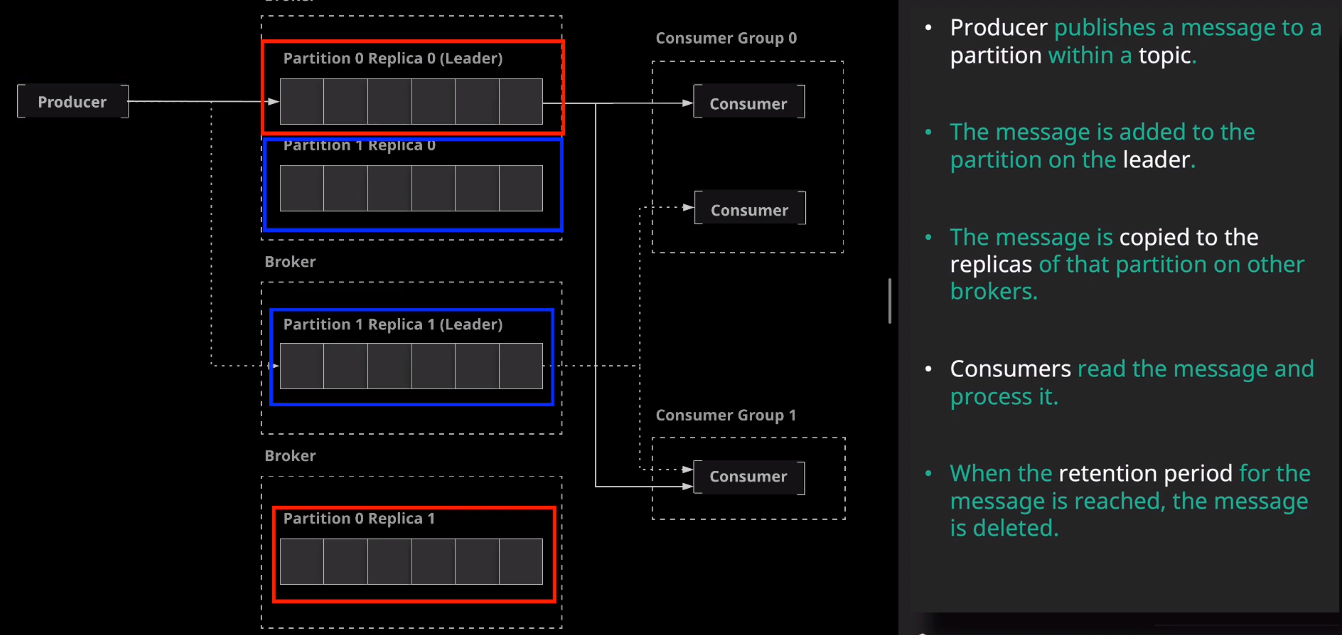 Broker
Partition 0 Replica 0 (Leader)
Producer
Partition 1 Replica 0
Broker
Partition 1 Replica 1 (Leader)
Broker
Partition 0 Replica 1
Consumer Group 0
Consumer
Consumer
Consumer Group 1
Consumer
• Producer publishes a message to a
partition within a topic.
• The message is added to the
partition on the leader.
• The message is copied to the
replicas of that partition on other
brokers.
• Consumers read the message and
process it.
• When the retention period for the
message is reached, the message
is deleted.